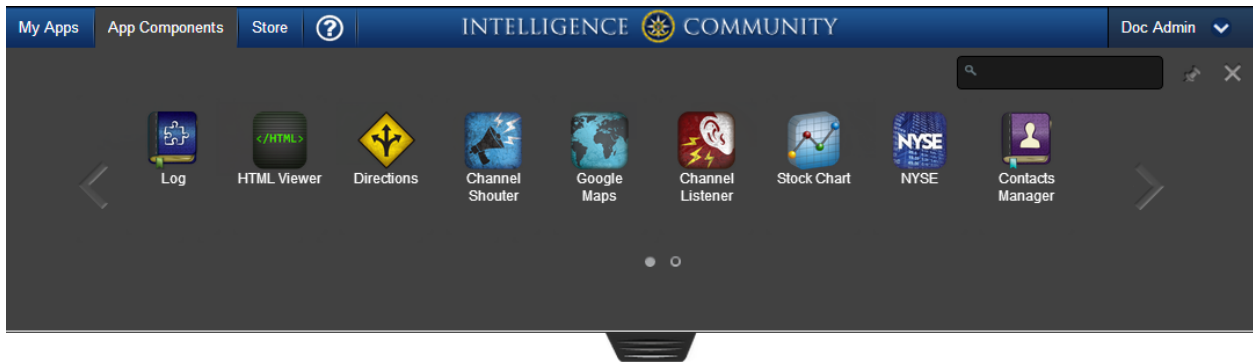 My Apps App Components Store ? INTELLIGENCE COMMUNITY Doc Admin
</HTML> NYSE
Log HTML Viewer Directions Channel Google Channel Stock Chart NYSE Contacts
Shouter Maps Listener Manager